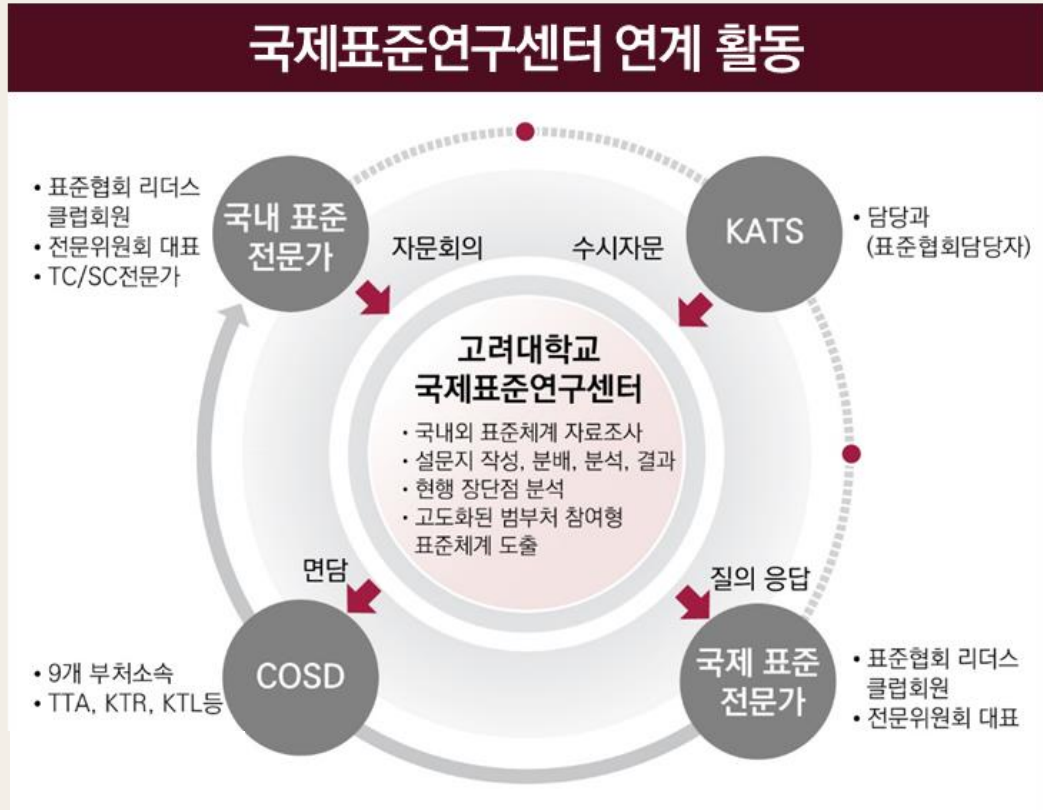 국제표준연구센터 연계 활동
• 표준협회 리더스
클럽회원
• 전문위원회 대표
• TC/SC전문가
국내 표준
전문가
자문회의
수시자문
KATS
• 담당과
(표준협회담당자)
고려대학교
국제표준연구센터
· 국내외 표준체계 자료조사
· 설문지 작성, 분배, 분석, 결과
· 현행 장단점 분석
· 고도화된 범부처 참여형
표준체계 도출
면담
질의 응답
• 9개 부처소속
• TTA, KTR, KTL등
COSD
국제 표준
전문가
• 표준협회 리더스
클럽회원
• 전문위원회 대표